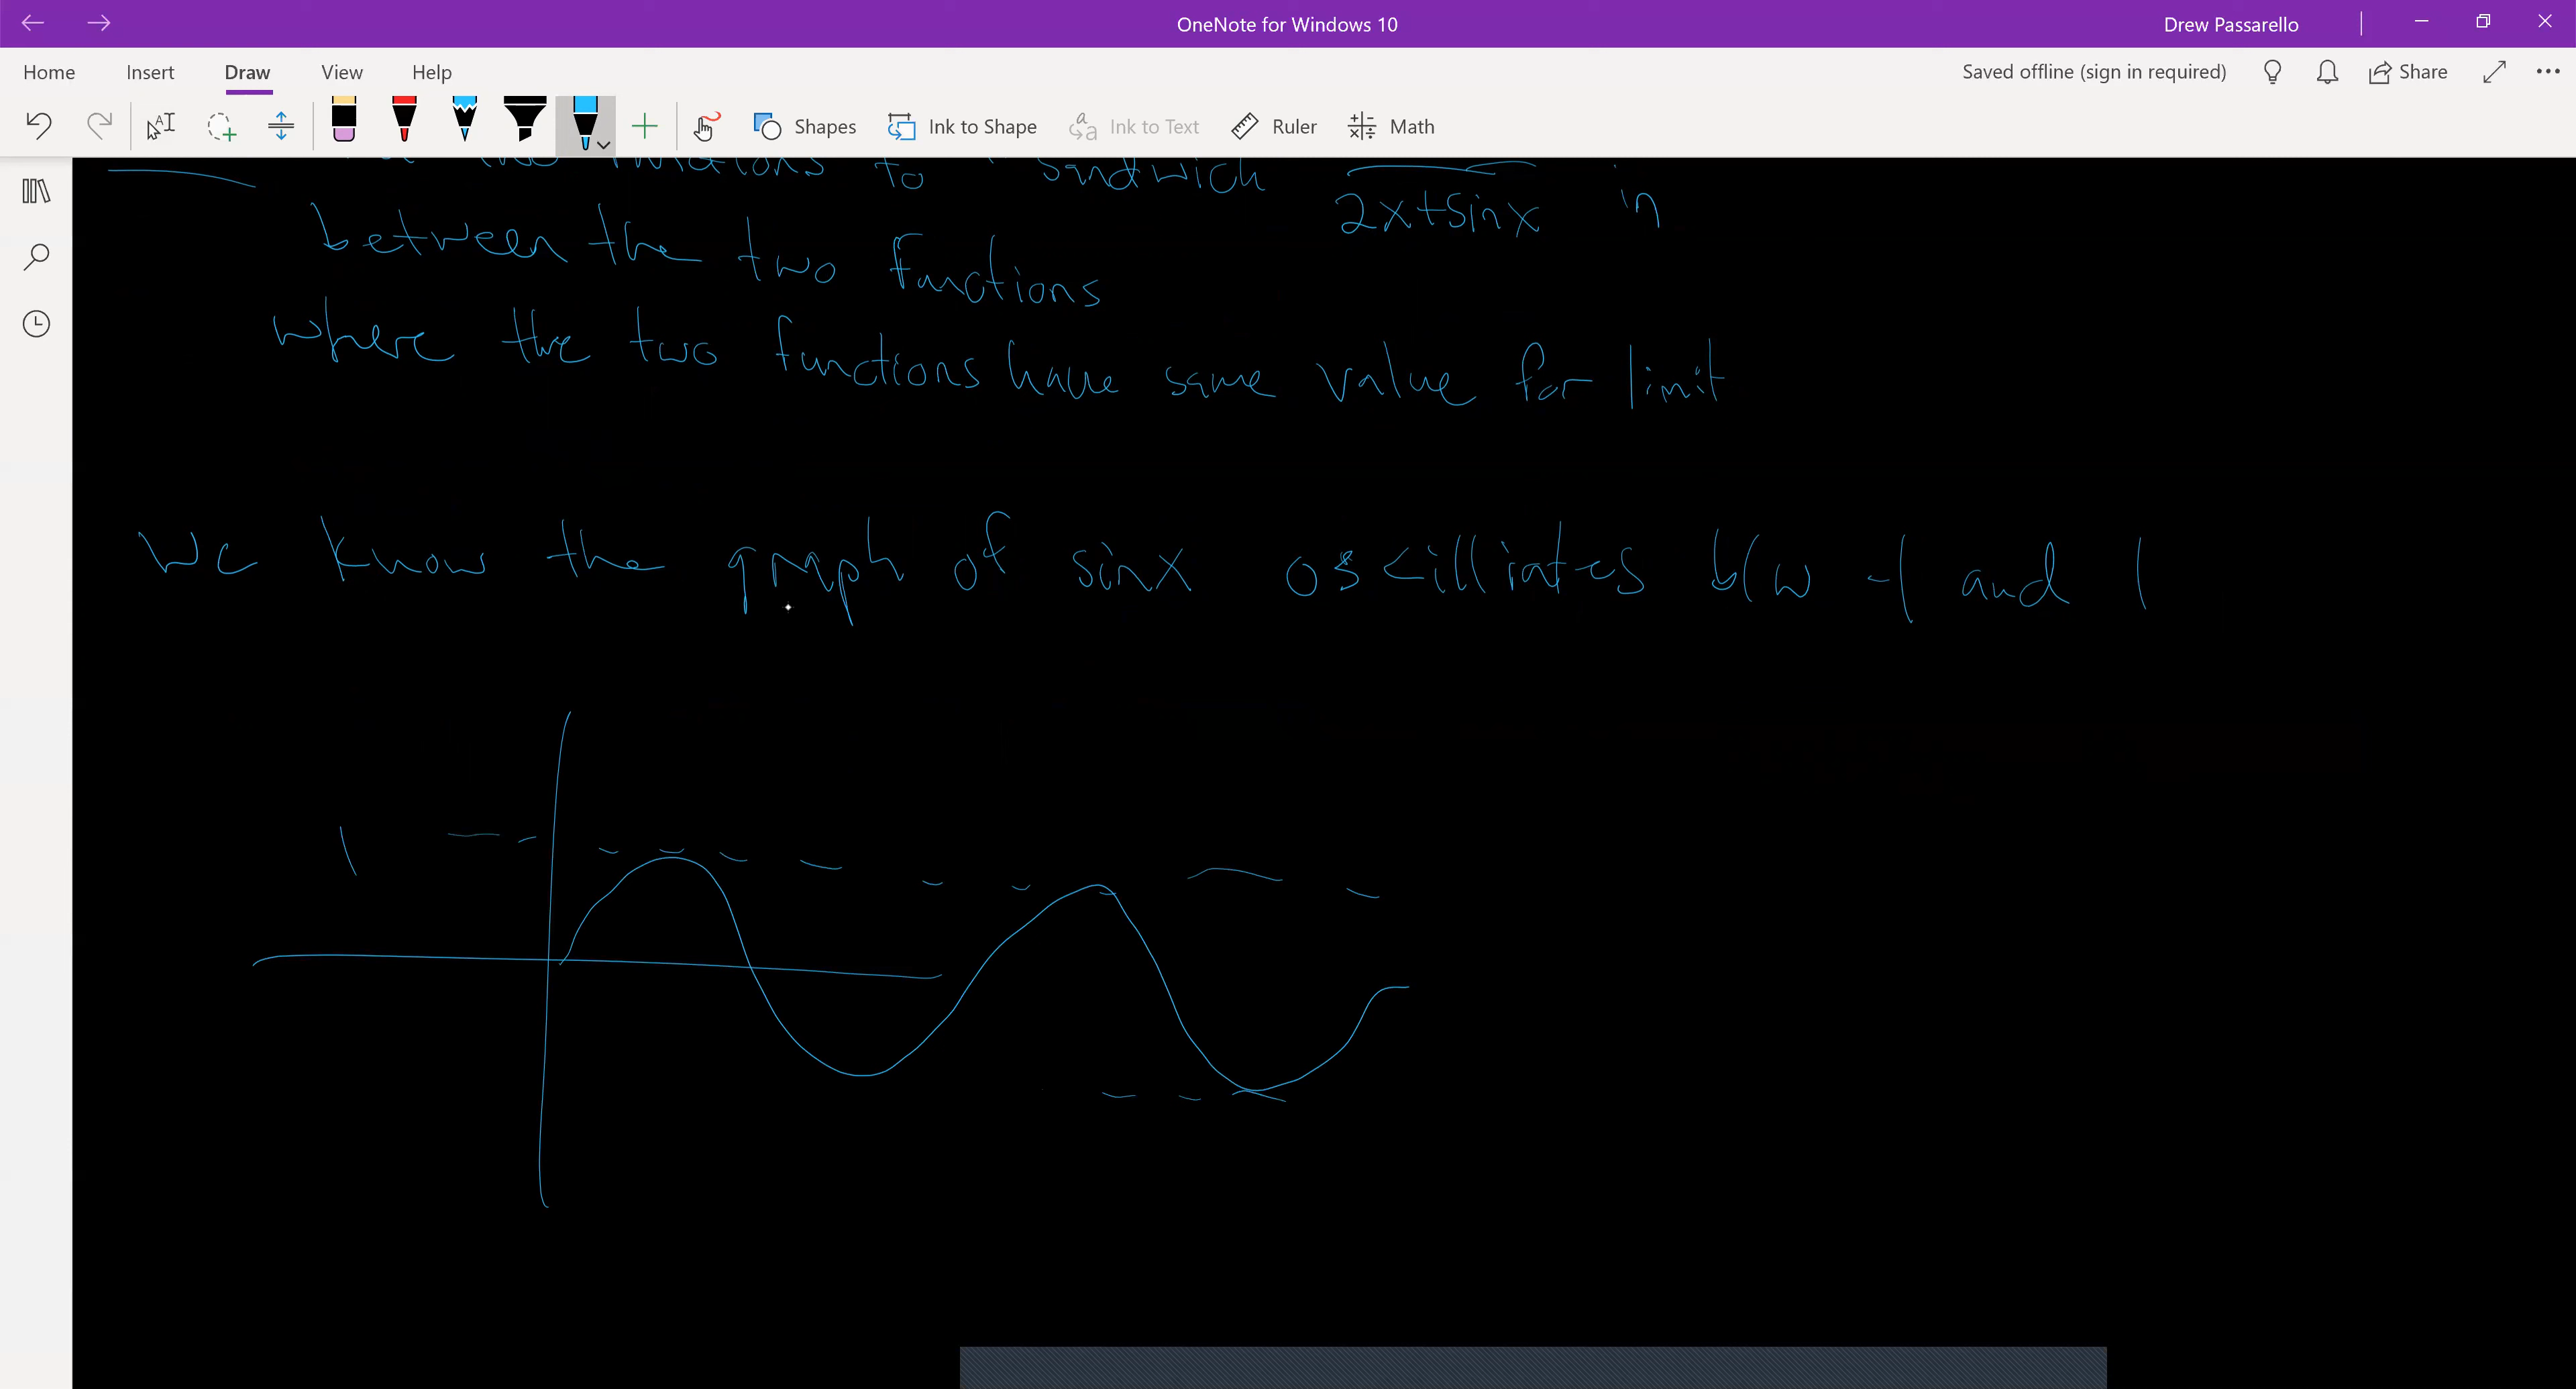 OneNote for Windows 10
Drew Passarello
Home Insert Draw View Help
Saved offline (sign in required) Share
Shapes Ink to Shape Ink to Text Ruler Math
functions to sandwich
2x+sinx in
between the two functions
where the two functions have same value for limit
We know the graph of sinx oscilliates b/w -1 and 1
1